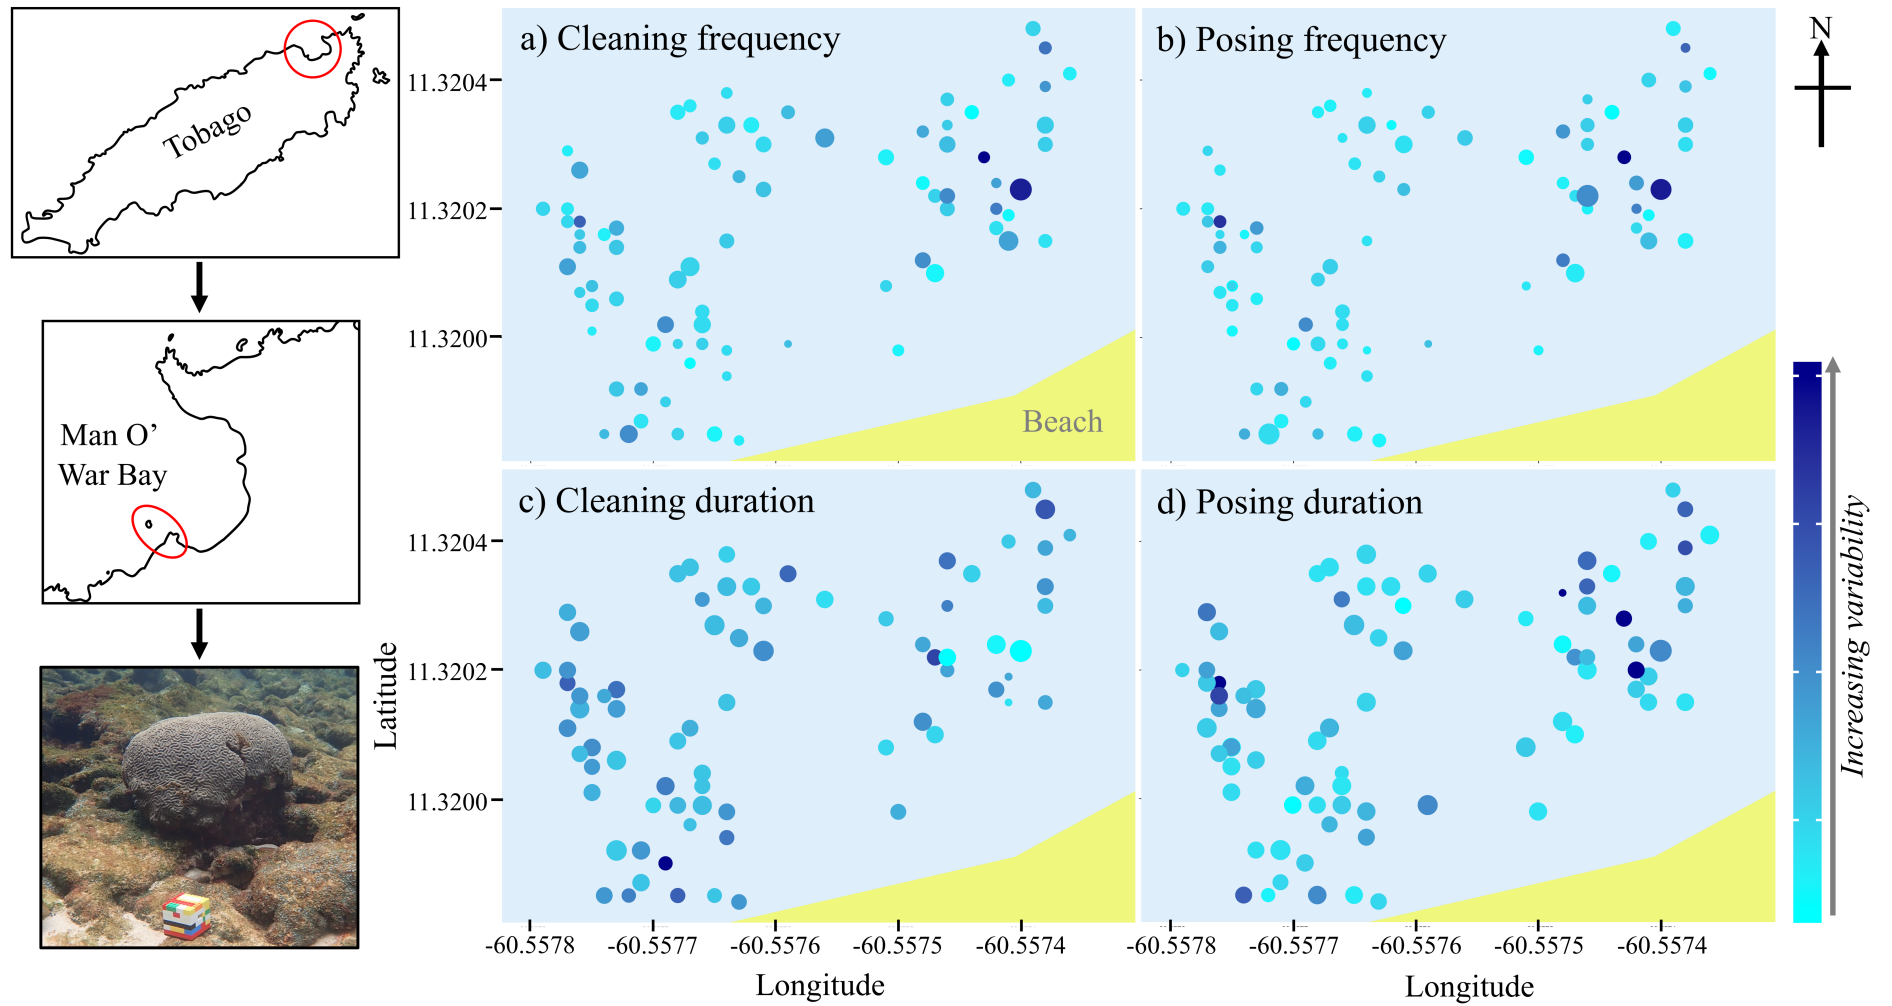 Tobago
Man O’
War Bay
a) Cleaning frequency
b) Posing frequency
c) Cleaning duration
d) Posing duration
Beach
N
11.3204
11.3202
11.3200
11.3204
11.3202
11.3200
Latitude
-60.5578
-60.5577
-60.5576
-60.5575
-60.5574
-60.5578
-60.5577
-60.5576
-60.5575
-60.5574
Longitude
Longitude
Increasing variability